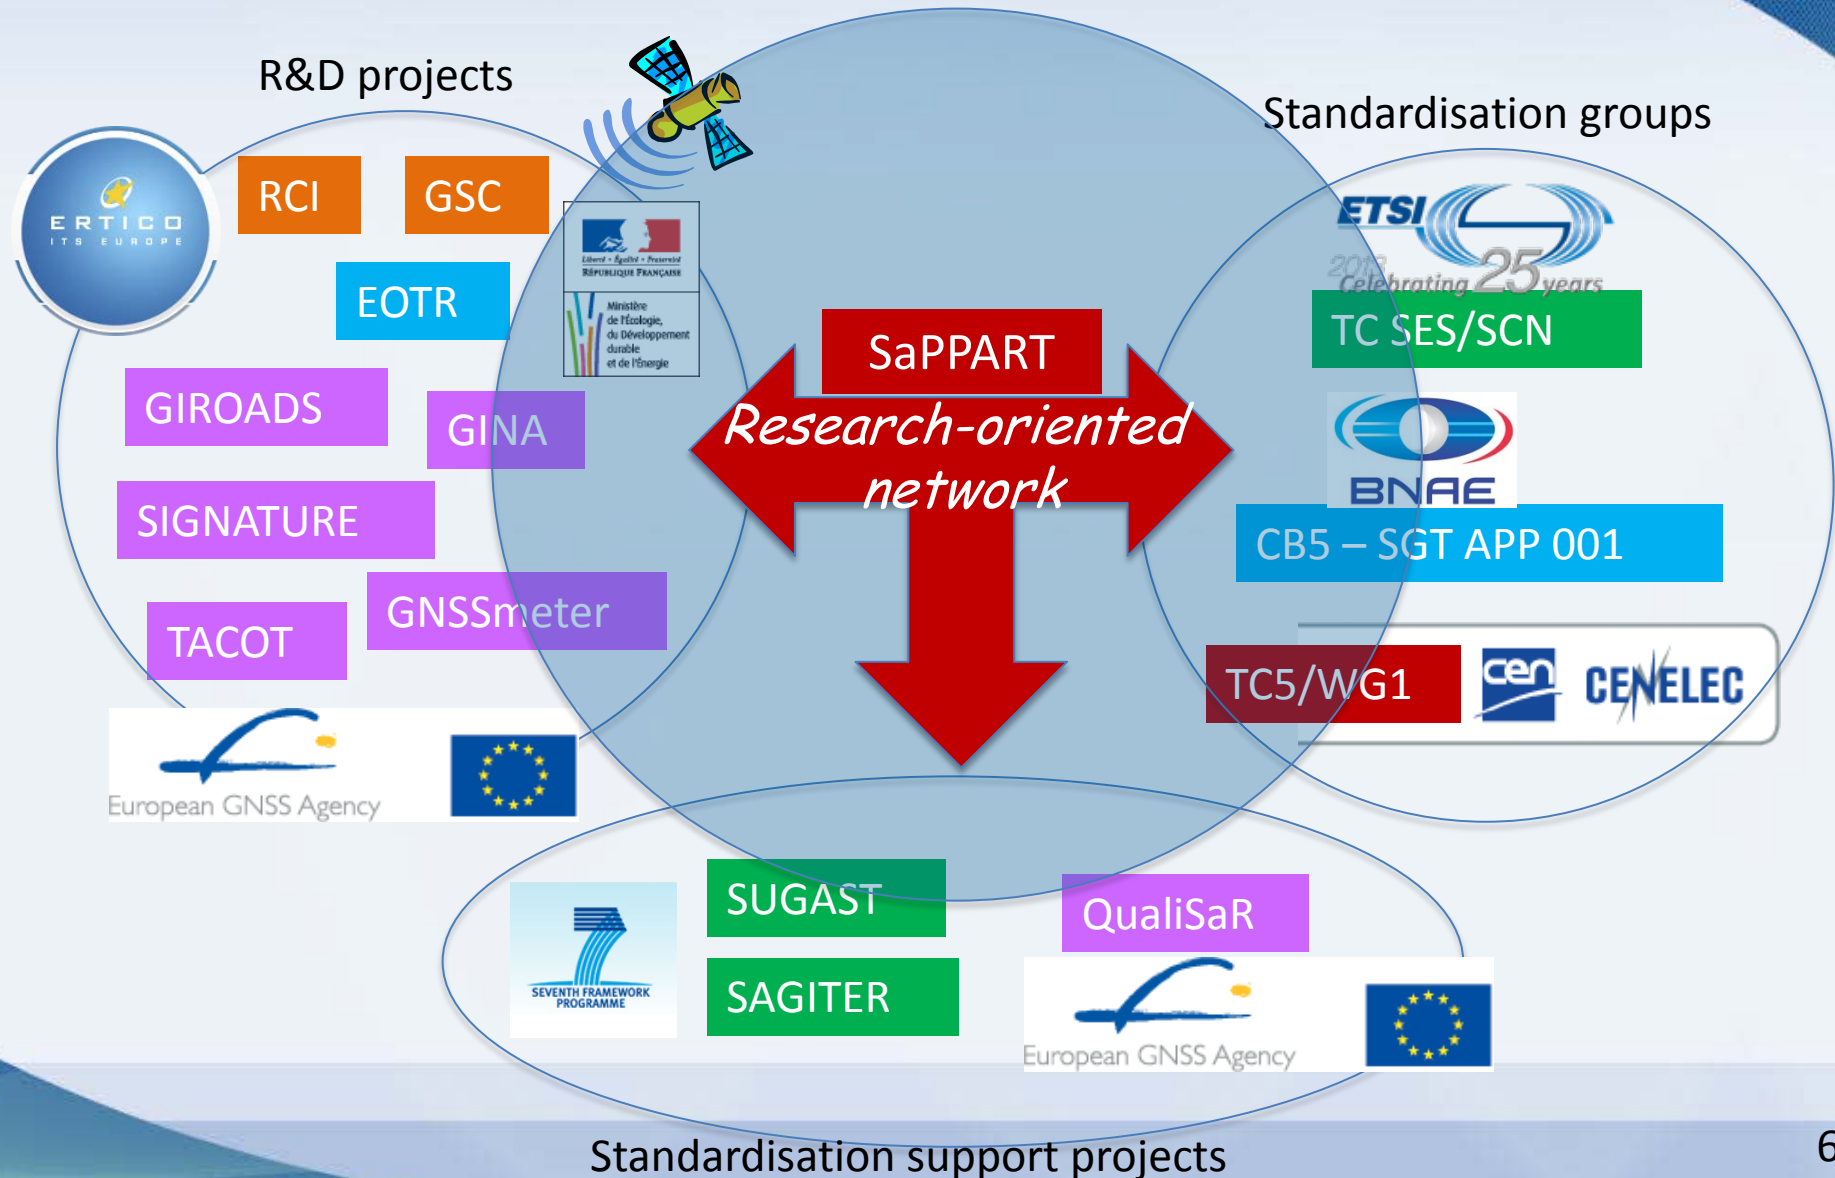 R&D projects
Standardisation groups
ERTICO
ITS EUROPE
RCI
GSC
EOTR
Liberté • Égalité • Fraternité
RÉPUBLIQUE FRANÇAISE
Ministère
de l'Écologie,
du Développement
durable
et de l'Énergie
GIROADS
GINA
SIGNATURE
GNSSmeter
TACOT
European GNSS Agency
SaPPART
Research-oriented
network
ETSI
2013
Celebrating 25 years
TC SES/SCN
BNAE
CB5 – SGT APP 001
TC5/WG1
cen
CENELEC
SEVENTH FRAMEWORK
PROGRAMME
SUGAST
SAGITER
QualiSaR
European GNSS Agency
Standardisation support projects
6